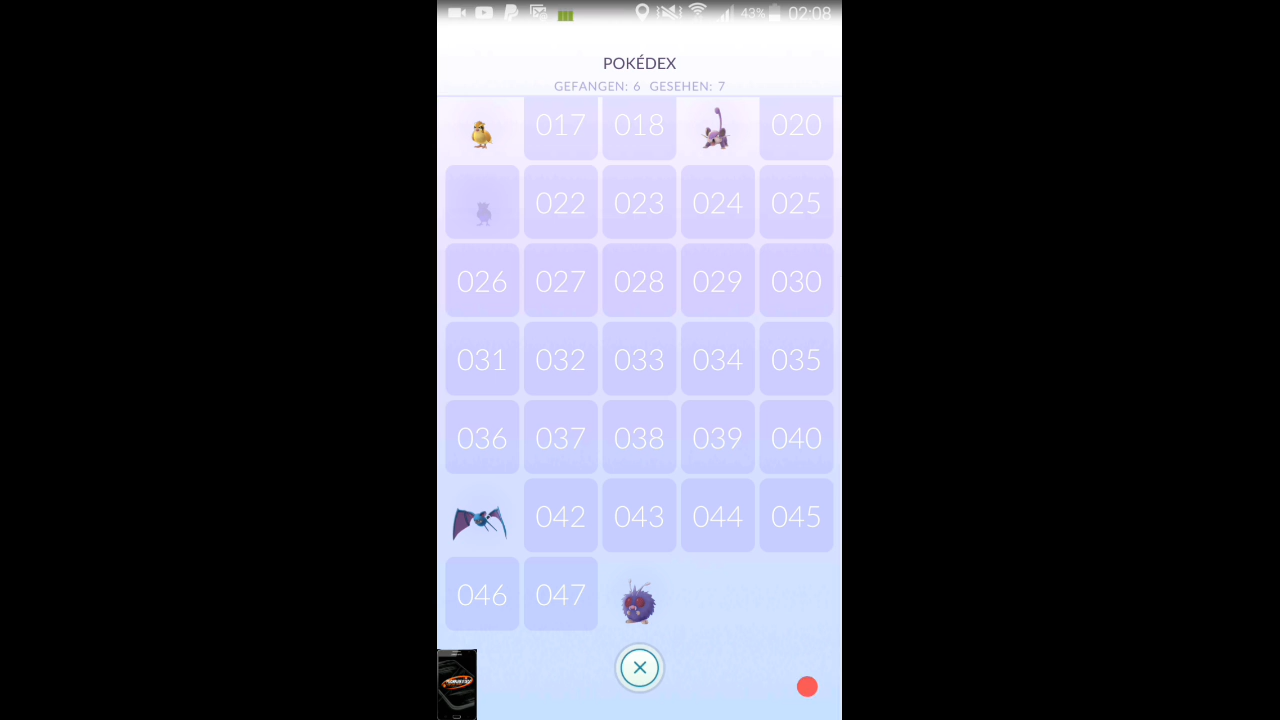 43% 02:08
POKÉDEX
GEFANGEN: 6 GESEHEN: 7
017 018 020
022 023 024 025
026 027 028 029 030
031 032 033 034 035
036 037 038 039 040
042 043 044 045
046 047